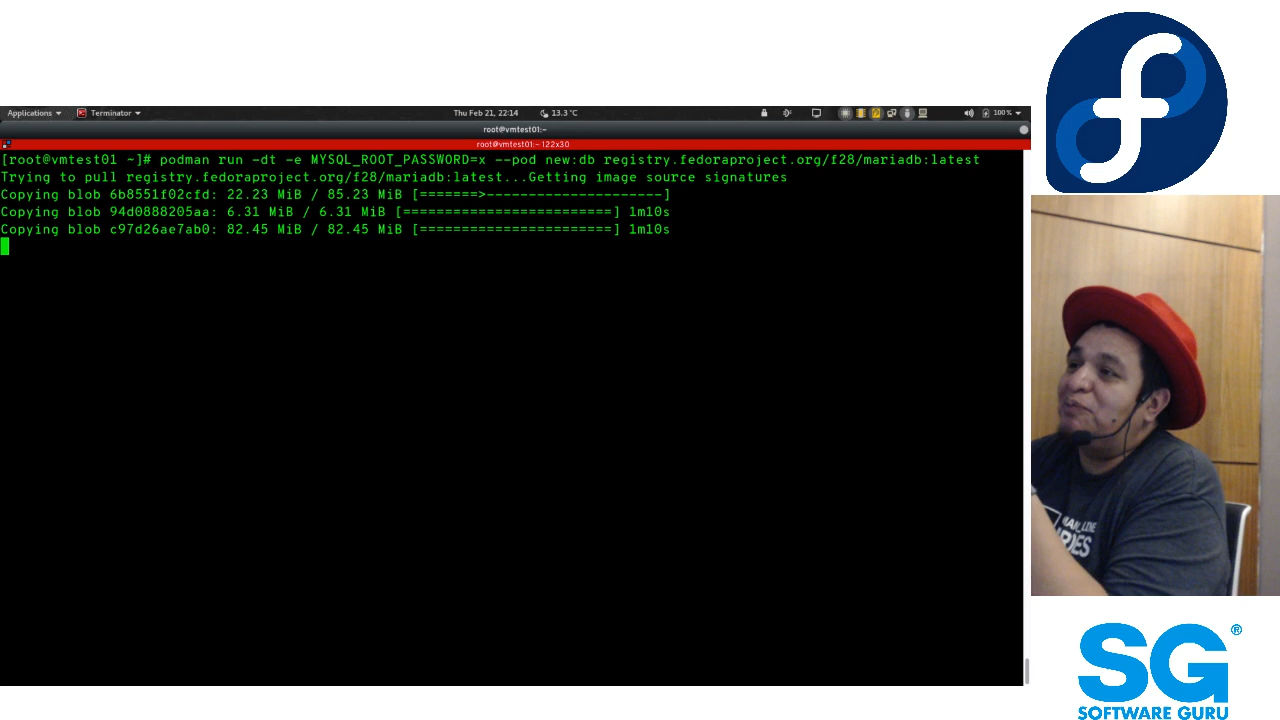 Applications Terminator Thu Feb 21, 22:14 13.3 °C 100 %
root@vmtest01:~
root@vmtest01:~ 122x30
[root@vmtest01 ~]# podman run -dt -e MYSQL_ROOT_PASSWORD=x --pod new:db registry.fedoraproject.org/f28/mariadb:latest
Trying to pull registry.fedoraproject.org/f28/mariadb:latest...Getting image source signatures
Copying blob 6b8551f02cfd: 22.23 MiB / 85.23 MiB [=======>---------------------]
Copying blob 94d0888205aa: 6.31 MiB / 6.31 MiB [=======================] 1m10s
Copying blob c97d26ae7ab0: 82.45 MiB / 82.45 MiB [=======================] 1m10s
SG®
SOFTWARE GURU